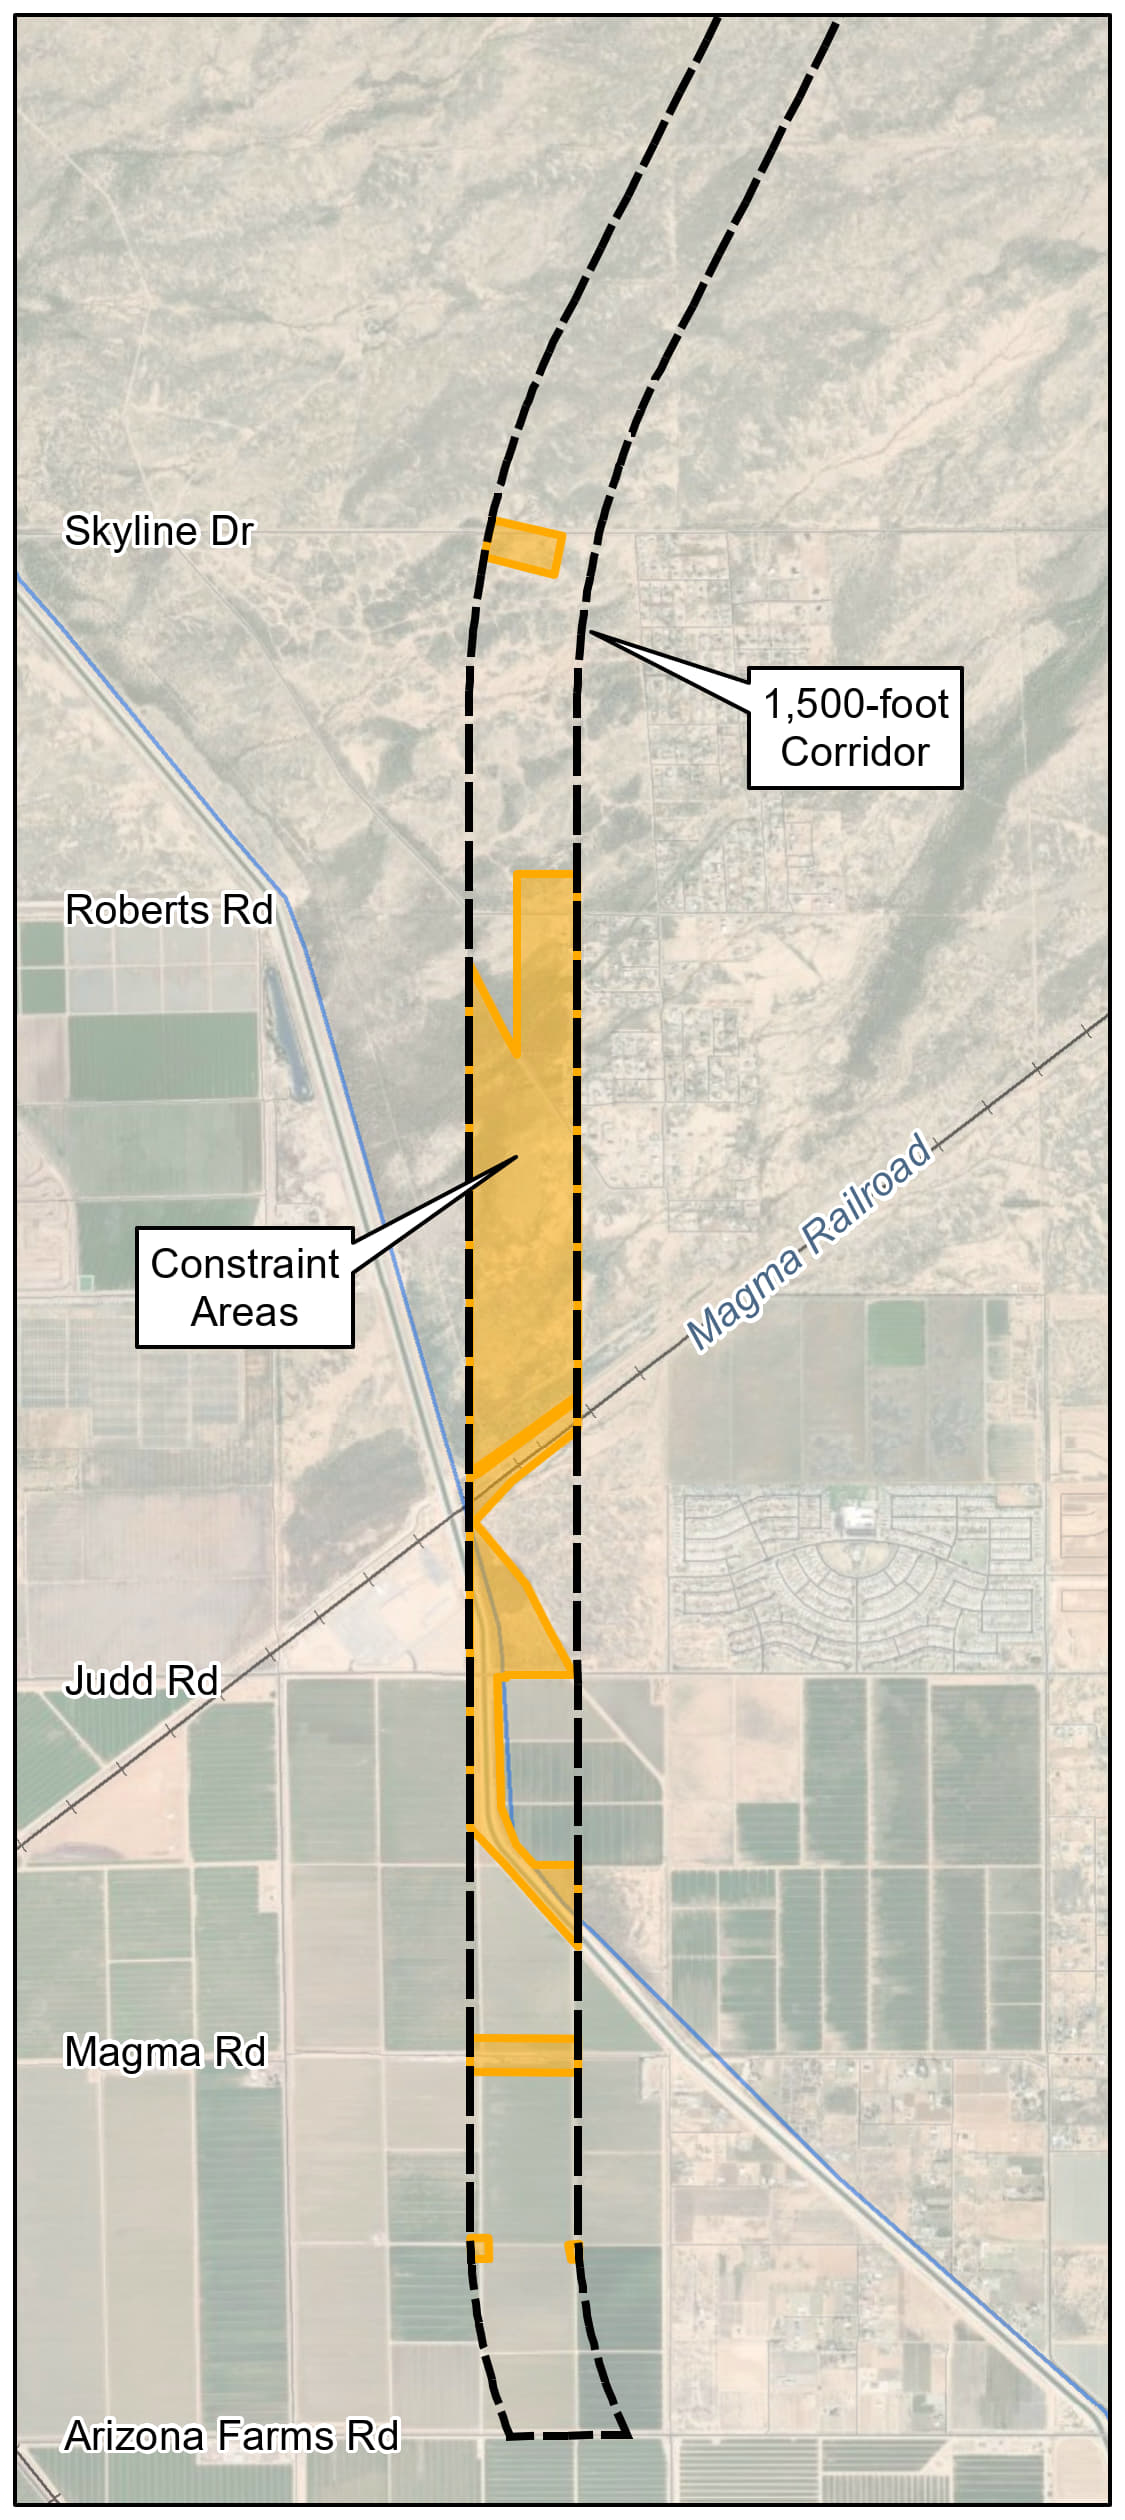 Skyline Dr
1,500-foot
Corridor
Roberts Rd
Magma Railroad
Constraint
Areas
Judd Rd
Magma Rd
Arizona Farms Rd